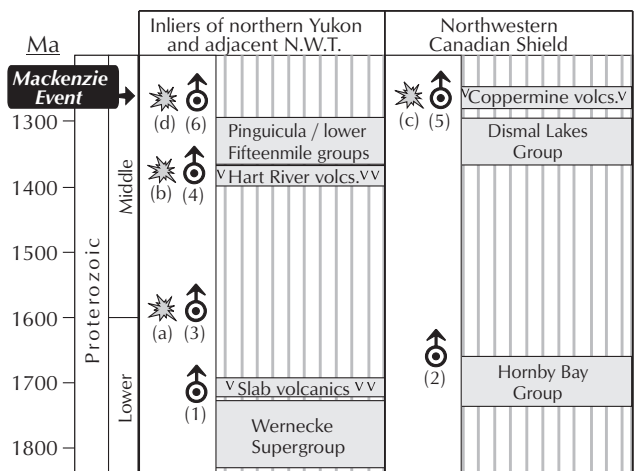 Ma
Inliers of northern Yukon
and adjacent N.W.T.
Northwestern
Canadian Shield
Mackenzie
Event
1300
1400
1500
1600
1700
1800
Proterozoic
Middle
Lower
(d) (6)
Pinguicula / lower
Fifteenmile groups
(b) (4)
v Hart River volcs. v v
(a) (3)
(1)
v Slab volcanics v v
Wernecke
Supergroup
(c) (5)
v Coppermine volcs. v
Dismal Lakes
Group
(2)
Hornby Bay
Group